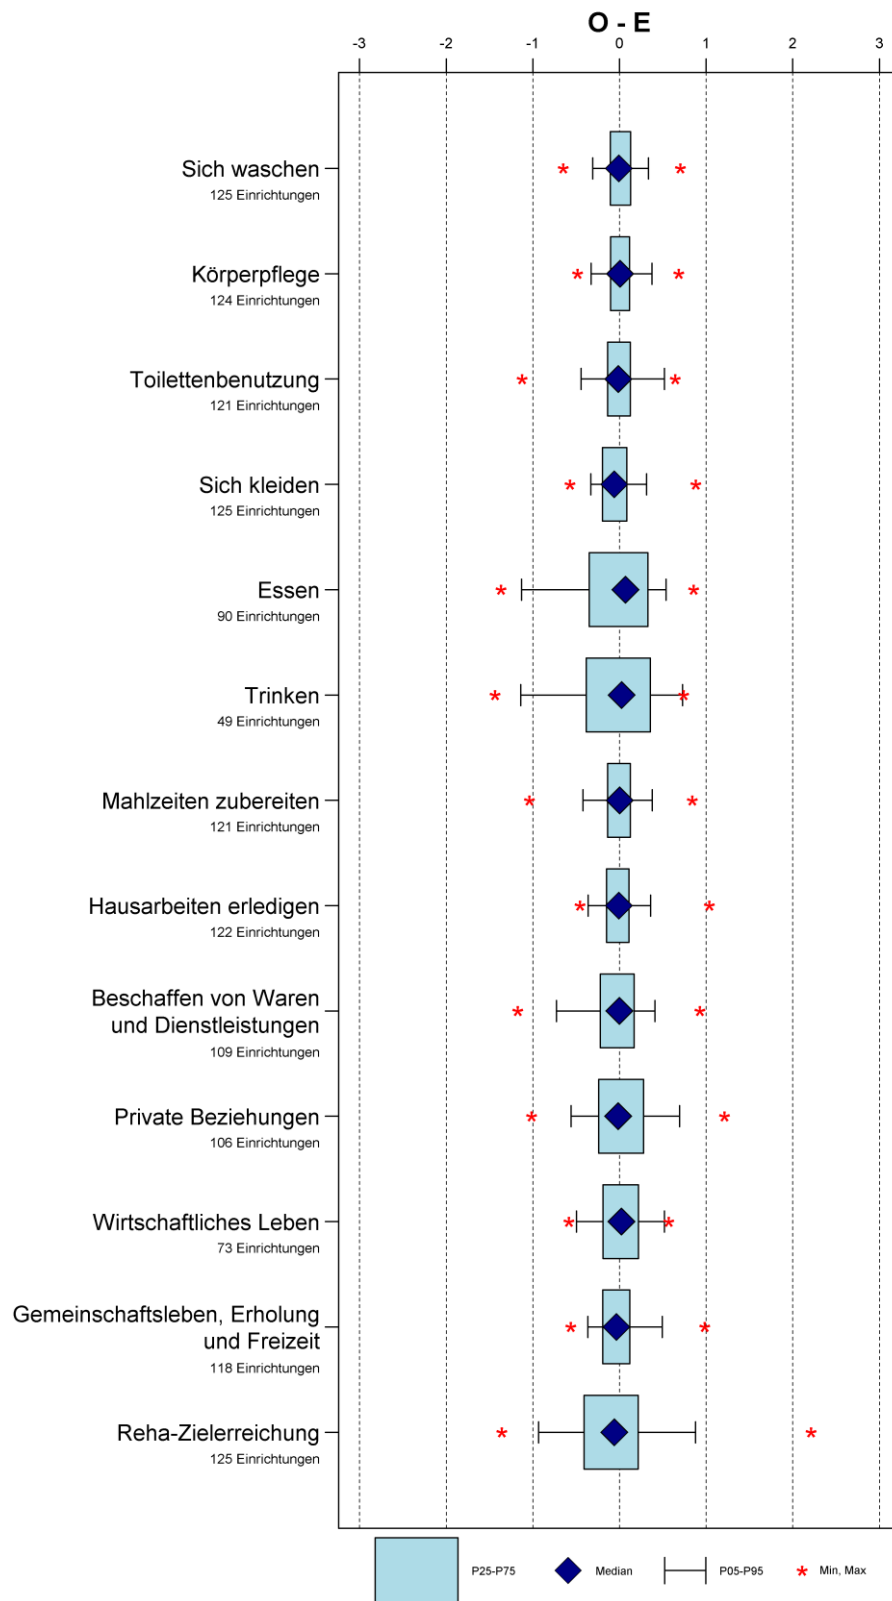 O - E
-3 -2 -1 0 1 2 3
Sich waschen
125 Einrichtungen
Körperpflege
124 Einrichtungen
Toilettenbenutzung
121 Einrichtungen
Sich kleiden
125 Einrichtungen
Essen
90 Einrichtungen
Trinken
49 Einrichtungen
Mahlzeiten zubereiten
121 Einrichtungen
Hausarbeiten erledigen
122 Einrichtungen
Beschaffen von Waren
und Dienstleistungen
109 Einrichtungen
Private Beziehungen
106 Einrichtungen
Wirtschaftliches Leben
73 Einrichtungen
Gemeinschaftsleben, Erholung
und Freizeit
118 Einrichtungen
Reha-Zielerreichung
125 Einrichtungen
P25-P75 Median P05-P95 * Min, Max